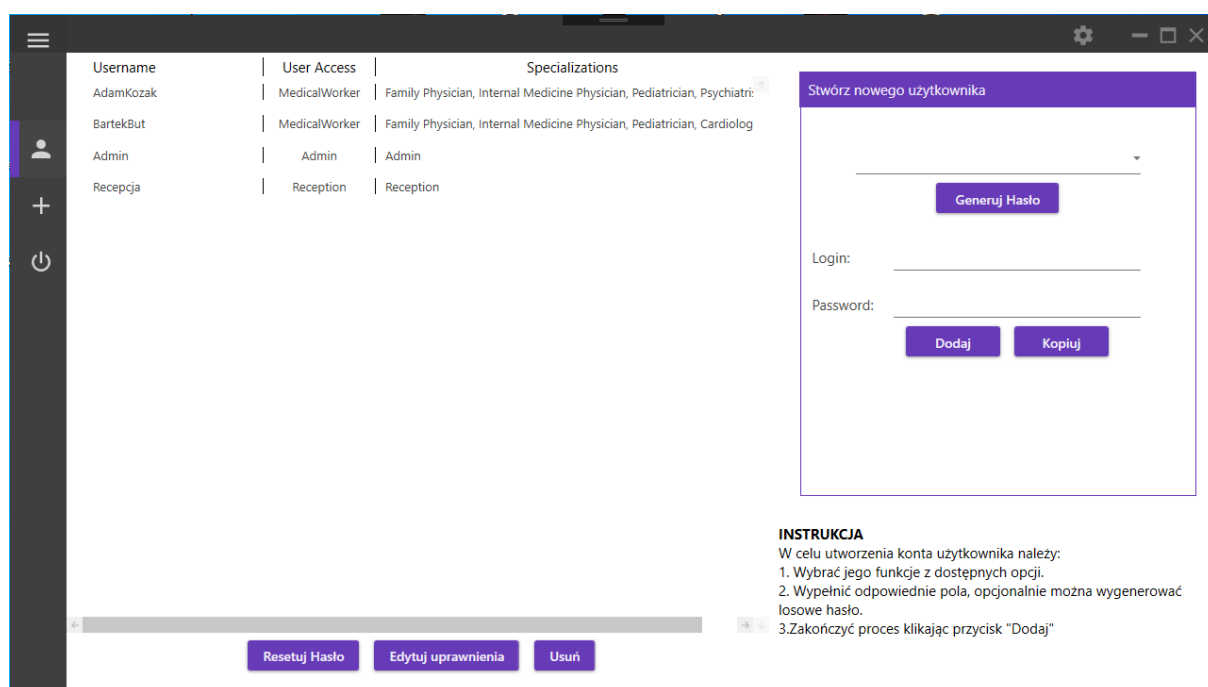 Username User Access Specializations
AdamKozak MedicalWorker Family Physician, Internal Medicine Physician, Pediatrician, Psychiatri
BartekBut MedicalWorker Family Physician, Internal Medicine Physician, Pediatrician, Cardiolog
Admin Admin Admin
Recepcja Reception Reception
Resetuj Hasło Edytuj uprawnienia Usuń
Stwórz nowego użytkownika
Generuj Hasło
Login:
Password:
Dodaj Kopiuj
INSTRUKCJA
W celu utworzenia konta użytkownika należy:
1. Wybrać jego funkcje z dostępnych opcji.
2. Wypełnić odpowiednie pola, opcjonalnie można wygenerować
losowe hasło.
3.Zakończyć proces klikając przycisk "Dodaj"